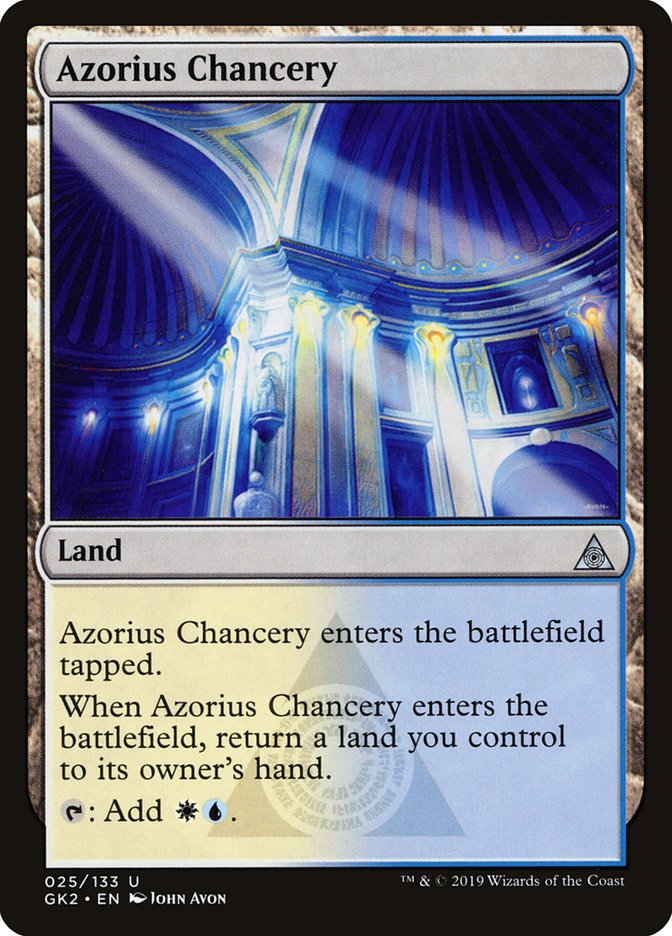 Azorius Chancery
AVON-
Land
Azorius Chancery enters the battlefield
tapped.
When Azorius Chancery enters the
battlefield, return a land you control
to its owner's hand.
: Add .
025/133 U
GK2 • EN JOHN AVON
™ & © 2019 Wizards of the Coast